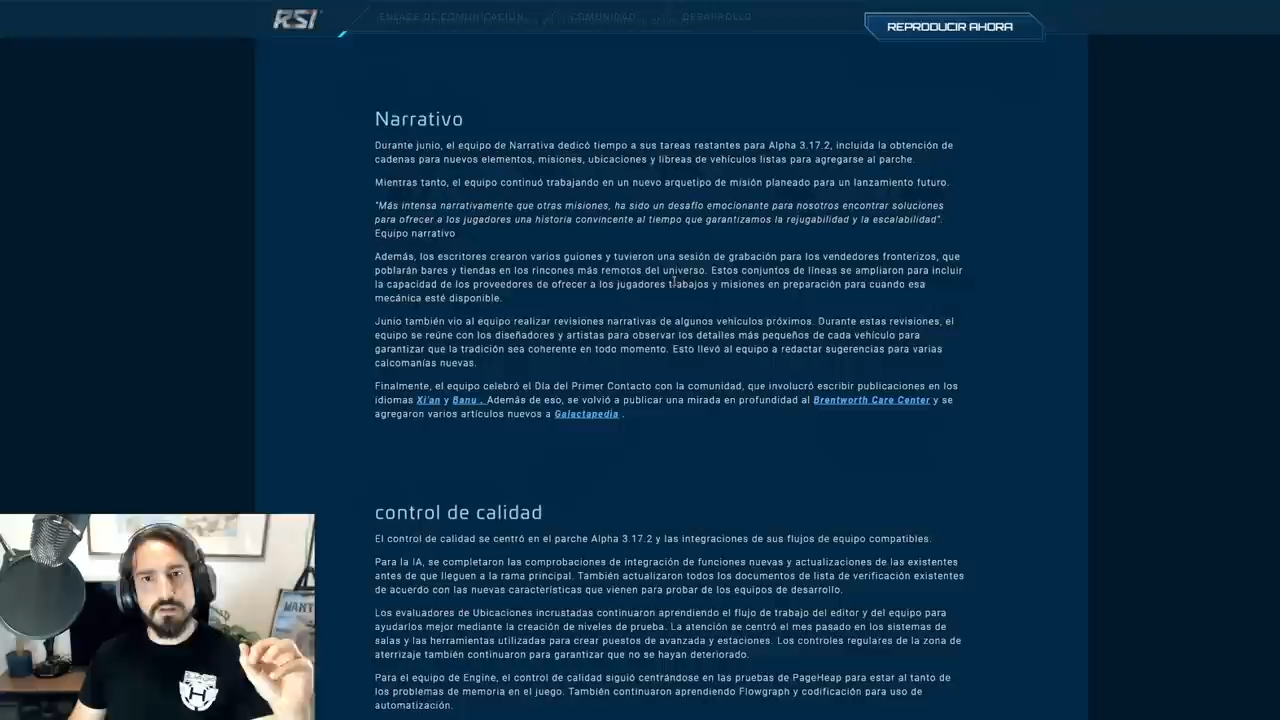 RSI
ENLACE DE COMUNICACIÓN
COMUNIDAD
DESARROLLO
REPRODUCIR AHORA
Narrativo
Durante junio, el equipo de Narrativa dedicó tiempo a sus tareas restantes para Alpha 3.17.2, incluida la obtención de
cadenas para nuevos elementos, misiones, ubicaciones y libreas de vehículos listas para agregarse al parche.
Mientras tanto, el equipo continuó trabajando en un nuevo arquetipo de misión planeado para un lanzamiento futuro.
"Más intensa narrativamente que otras misiones, ha sido un desafío emocionante para nosotros encontrar soluciones
para ofrecer a los jugadores una historia convincente al tiempo que garantizamos la rejugabilidad y la escalabilidad".
Equipo narrativo
Además, los escritores crearon varios guiones y tuvieron una sesión de grabación para los vendedores fronterizos, que
poblarán bares y tiendas en los rincones más remotos del universo. Estos conjuntos de líneas se ampliaron para incluir
la capacidad de los proveedores de ofrecer a los jugadores trabajos y misiones en preparación para cuando esa
mecánica esté disponible.
Junio también vio al equipo realizar revisiones narrativas de algunos vehículos próximos. Durante estas revisiones, el
equipo se reúne con los diseñadores y artistas para observar los detalles más pequeños de cada vehículo para
garantizar que la tradición sea coherente en todo momento. Esto llevó al equipo a redactar sugerencias para varias
calcomanías nuevas.
Finalmente, el equipo celebró el Día del Primer Contacto con la comunidad, que involucró escribir publicaciones en los
idiomas Xi'an y Banu . Además de eso, se volvió a publicar una mirada en profundidad al Brentworth Care Center y se
agregaron varios artículos nuevos a Galactapedia .
control de calidad
El control de calidad se centró en el parche Alpha 3.17.2 y las integraciones de sus flujos de equipo compatibles.
Para la IA, se completaron las comprobaciones de integración de funciones nuevas y actualizaciones de las existentes
antes de que lleguen a la rama principal. También actualizaron todos los documentos de lista de verificación existentes
de acuerdo con las nuevas características que vienen para probar de los equipos de desarrollo.
Los evaluadores de Ubicaciones incrustadas continuaron aprendiendo el flujo de trabajo del editor y del equipo para
ayudarlos mejor mediante la creación de niveles de prueba. La atención se centró el mes pasado en los sistemas de
salas y las herramientas utilizadas para crear puestos de avanzada y estaciones. Los controles regulares de la zona de
aterrizaje también continuaron para garantizar que no se hayan deteriorado.
Para el equipo de Engine, el control de calidad siguió centrándose en las pruebas de PageHeap para estar al tanto de
los problemas de memoria en el juego. También continuaron aprendiendo Flowgraph y codificación para uso de
automatización.
WANT
H